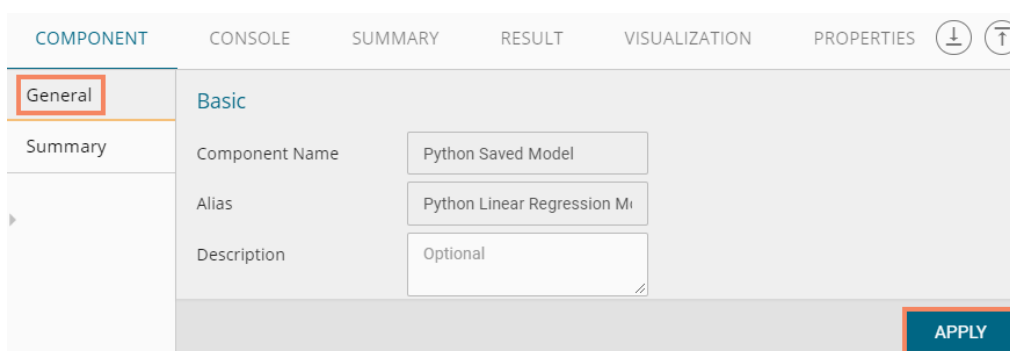 COMPONENT CONSOLE SUMMARY RESULT VISUALIZATION PROPERTIES
General
Summary
Basic
Component Name Python Saved Model
Alias Python Linear Regression
Description Optional
APPLY